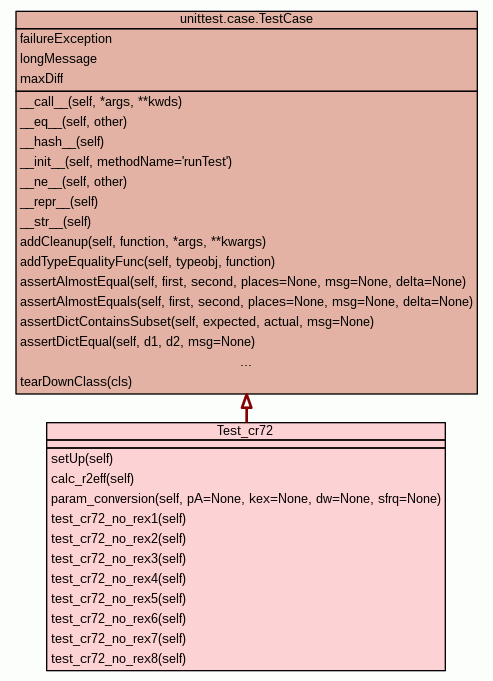 unittest.case.TestCase
failureException
longMessage
maxDiff
__call__(self, *args, **kwds)
__eq__(self, other)
__hash__(self)
__init__(self, methodName='runTest')
__ne__(self, other)
__repr__(self)
__str__(self)
addCleanup(self, function, *args, **kwargs)
addTypeEqualityFunc(self, typeobj, function)
assertAlmostEqual(self, first, second, places=None, msg=None, delta=None)
assertAlmostEquals(self, first, second, places=None, msg=None, delta=None)
assertDictContainsSubset(self, expected, actual, msg=None)
assertDictEqual(self, d1, d2, msg=None)
...
tearDownClass(cls)
Test_cr72
setUp(self)
calc_r2eff(self)
param_conversion(self, pA=None, kex=None, dw=None, sfrq=None)
test_cr72_no_rex1(self)
test_cr72_no_rex2(self)
test_cr72_no_rex3(self)
test_cr72_no_rex4(self)
test_cr72_no_rex5(self)
test_cr72_no_rex6(self)
test_cr72_no_rex7(self)
test_cr72_no_rex8(self)